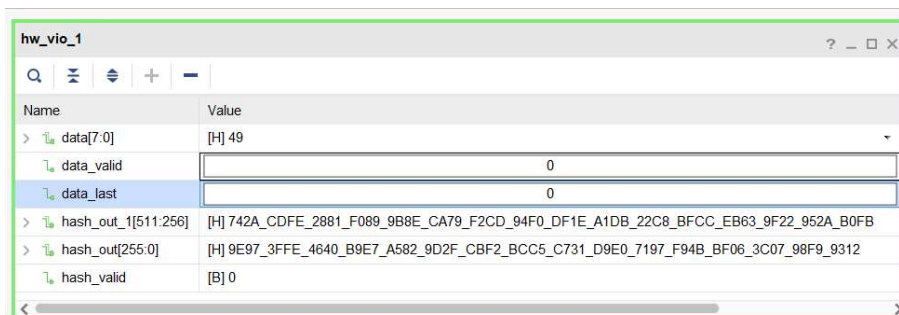 hw_vio_1
Name Value
data[7:0] [H] 49
data_valid 0
data_last 0
hash_out_1[511:256] [H] 742A_CDFE_2881_F089_9B8E_CA79_F2CD_94F0_DF1E_A1DB_22C8_BFCC_EB63_9F22_952A_B0FB
hash_out[255:0] [H] 9E97_3FFE_4640_B9E7_A582_9D2F_CBF2_BCC5_C731_D9E0_7197_F94B_BF06_3C07_98F9_9312
hash_valid [B] 0